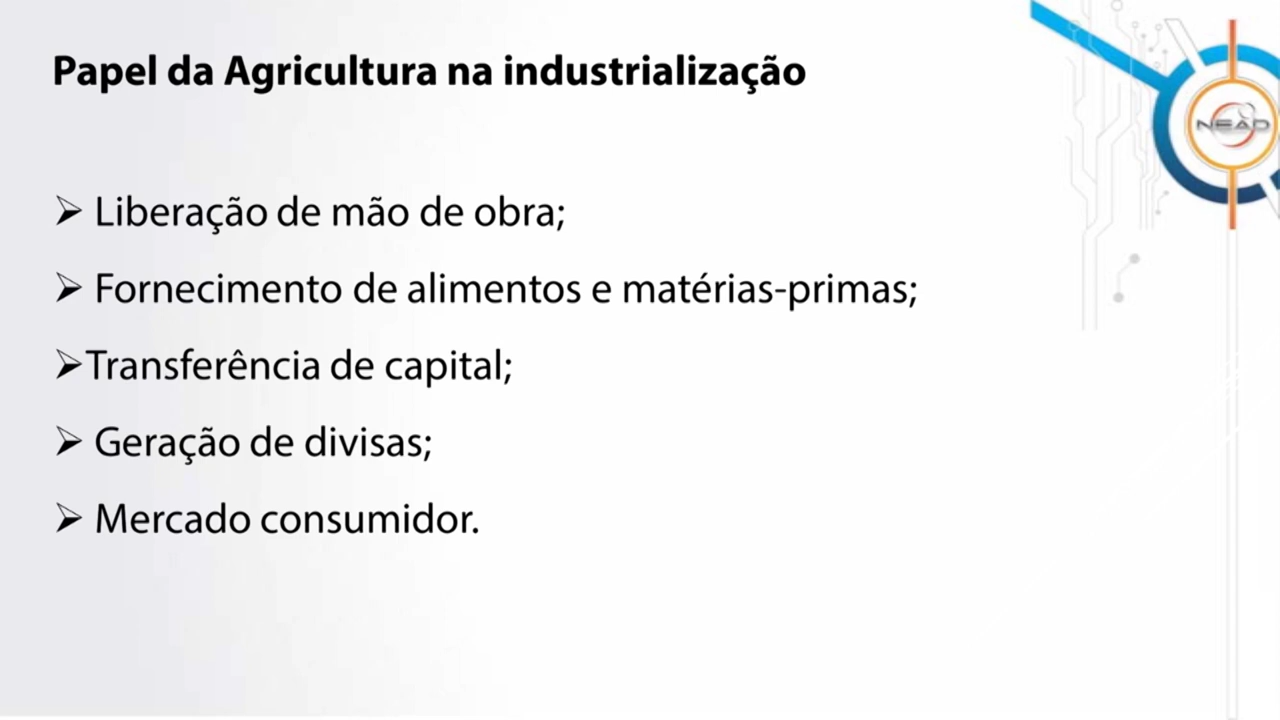 Papel da Agricultura na industrialização
NEAD
➢ Liberação de mão de obra;
➢ Fornecimento de alimentos e matérias-primas;
➢Transferência de capital;
➢ Geração de divisas;
➢ Mercado consumidor.